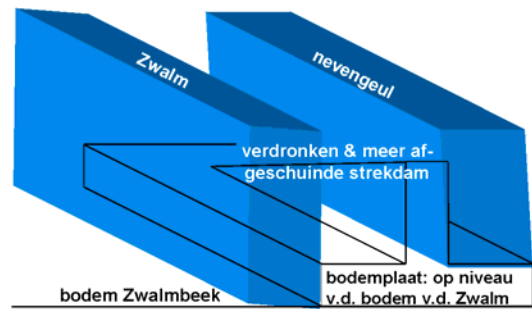 Zwalm
nevengeul
verdronken & meer af-
geschuinde strekdam
bodemplaat: op niveau
v.d. bodem v.d. Zwalm
bodem Zwalmbeek